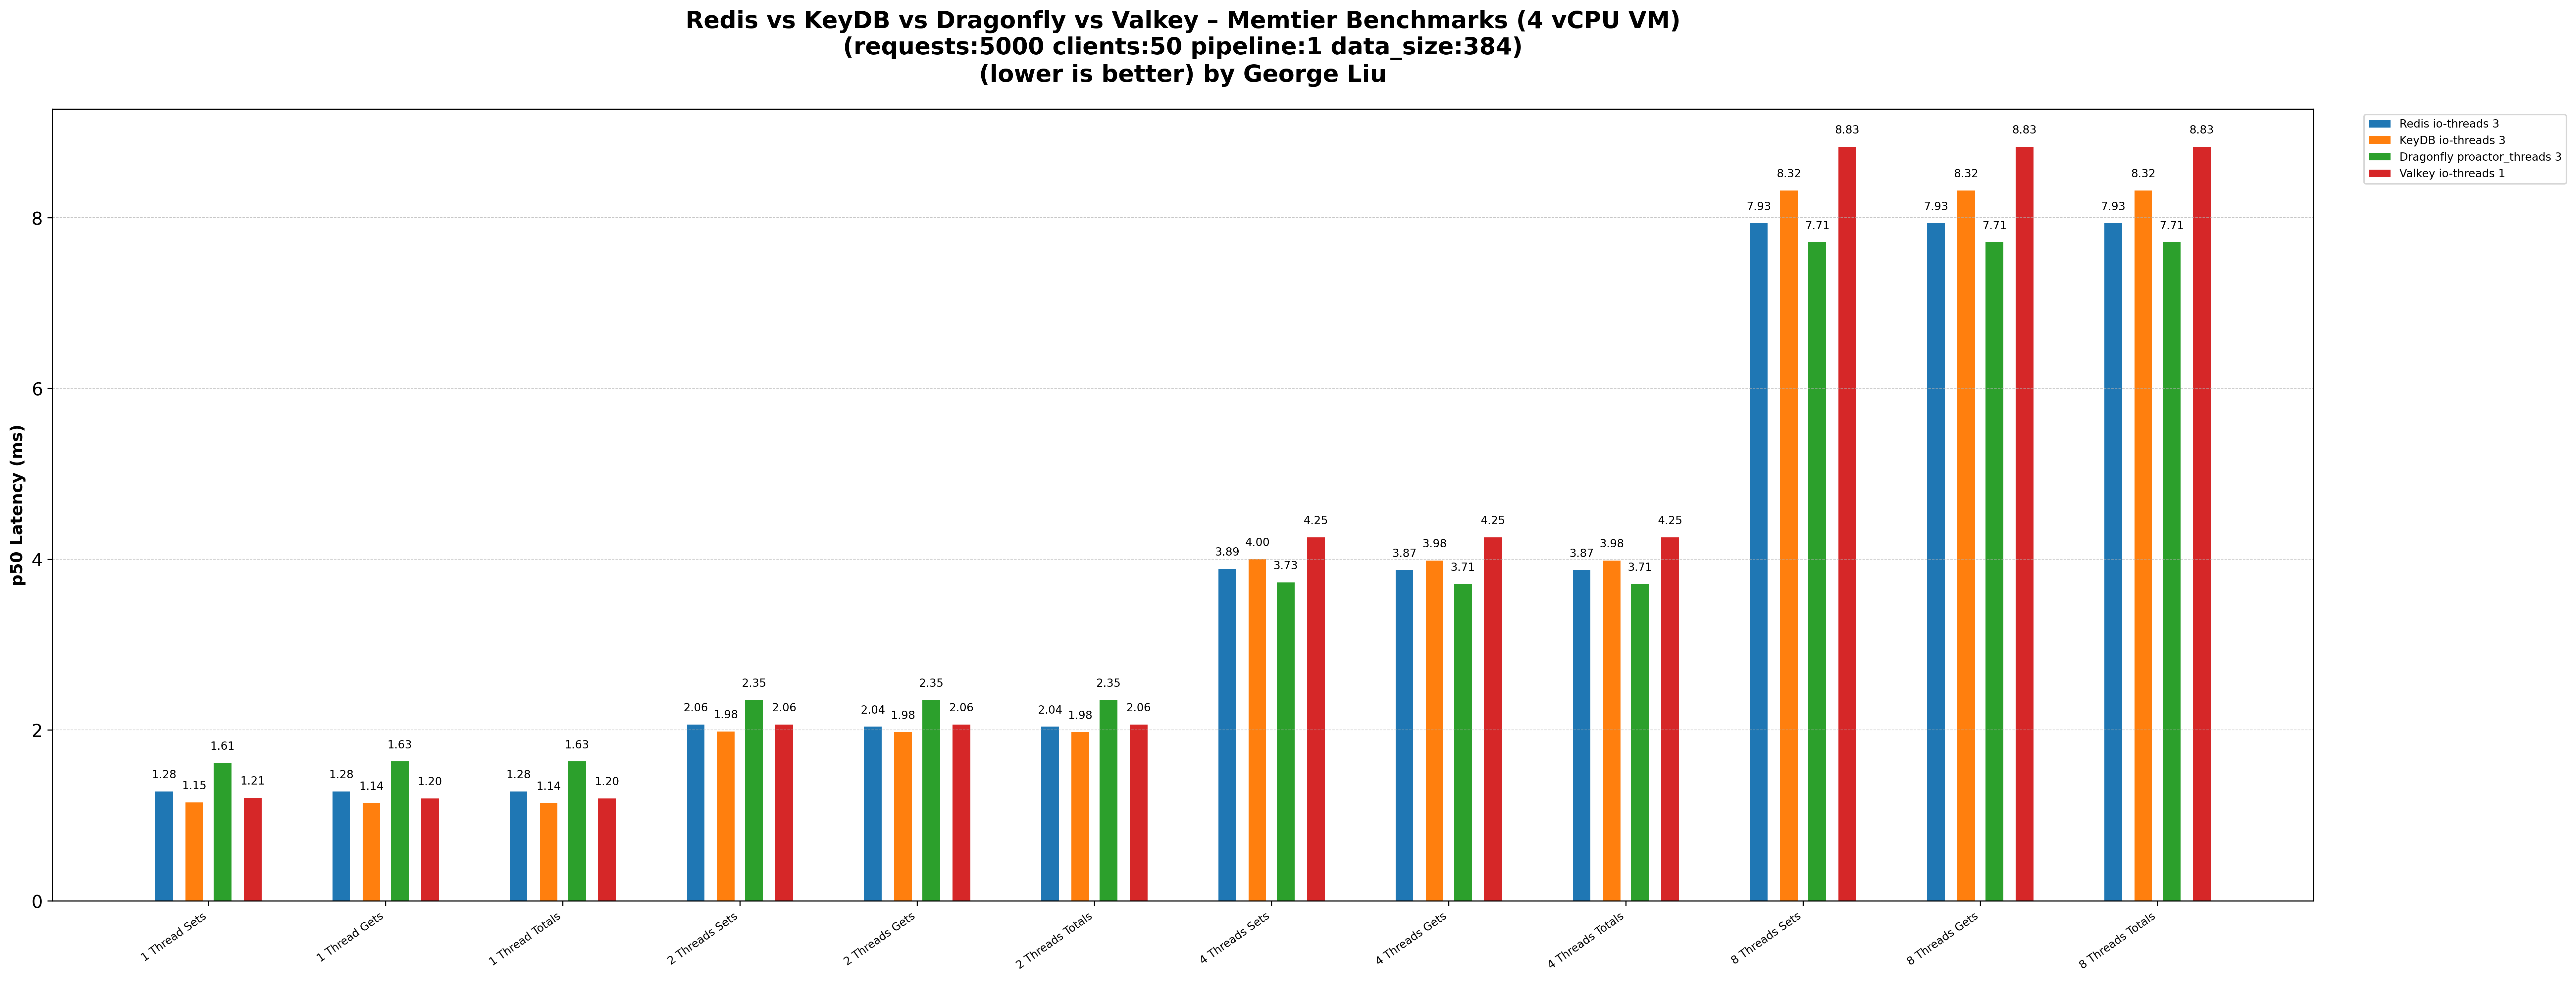 Redis vs KeyDB vs Dragonfly vs Valkey – Memtier Benchmarks (4 vCPU VM)
(requests:5000 clients:50 pipeline:1 data_size:384)
(lower is better) by George Liu
Redis io-threads 3
KeyDB io-threads 3
Dragonfly proactor_threads 3
Valkey io-threads 1
p50 Latency (ms)
8
6
4
2
0
1.28 1.15 1.61 1.21
1.28 1.14 1.63 1.20
1.28 1.14 1.63 1.20
2.06 1.98 2.35 2.06
2.04 1.98 2.35 2.06
2.04 1.98 2.35 2.06
3.89 4.00 3.73 4.25
3.87 3.98 3.71 4.25
3.87 3.98 3.71 4.25
7.93 8.32 7.71 8.83
7.93 8.32 7.71 8.83
7.93 8.32 7.71 8.83
1 Thread Sets
1 Thread Gets
1 Thread Totals
2 Threads Sets
2 Threads Gets
2 Threads Totals
4 Threads Sets
4 Threads Gets
4 Threads Totals
8 Threads Sets
8 Threads Gets
8 Threads Totals